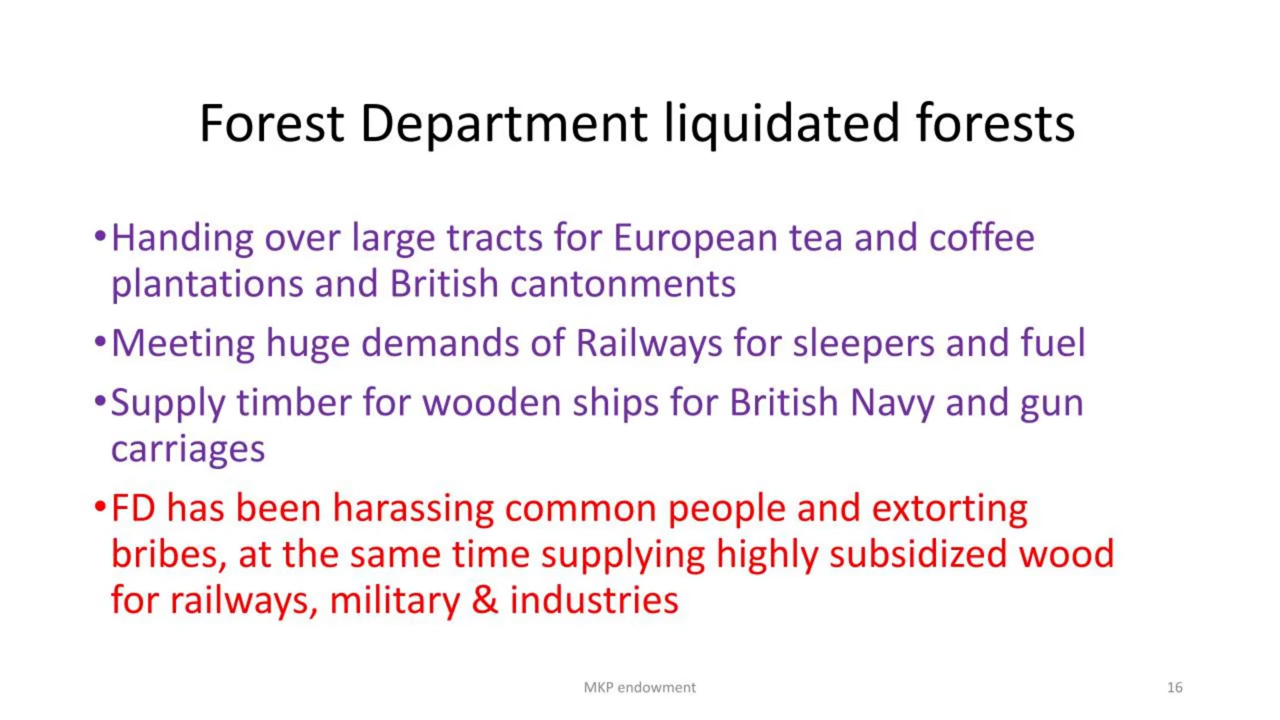 Forest Department liquidated forests
•Handing over large tracts for European tea and coffee
plantations and British cantonments
•Meeting huge demands of Railways for sleepers and fuel
•Supply timber for wooden ships for British Navy and gun
carriages
•FD has been harassing common people and extorting
bribes, at the same time supplying highly subsidized wood
for railways, military & industries
MKP endowment
16